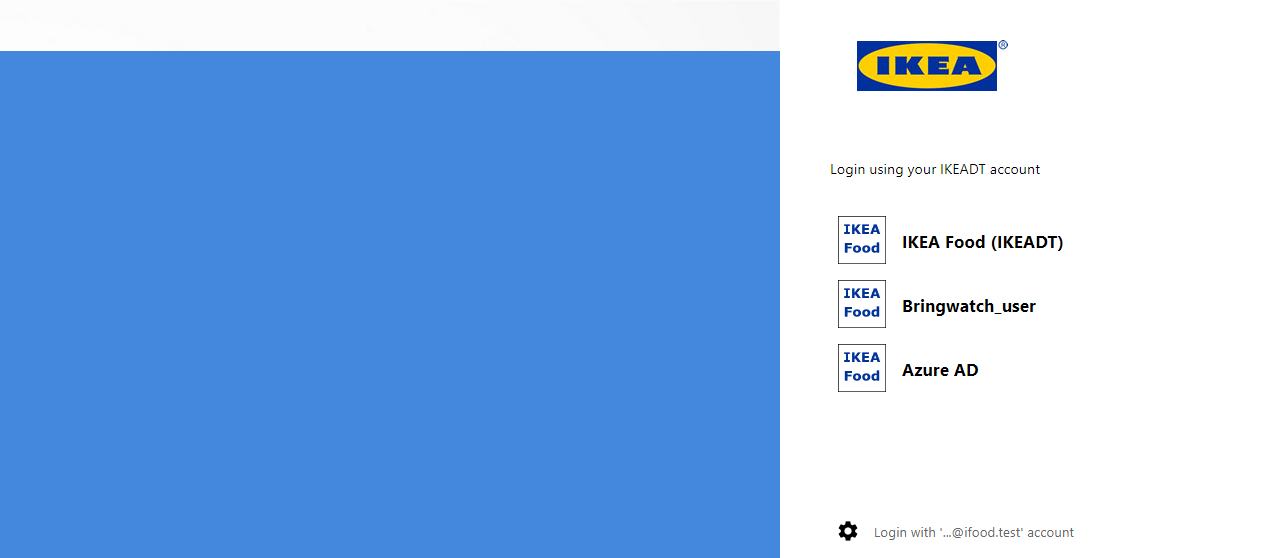 IKEA®
Login using your IKEADT account
IKEA
Food
IKEA Food (IKEADT)
IKEA
Food
Bringwatch_user
IKEA
Food
Azure AD
Login with '...@ifood.test' account